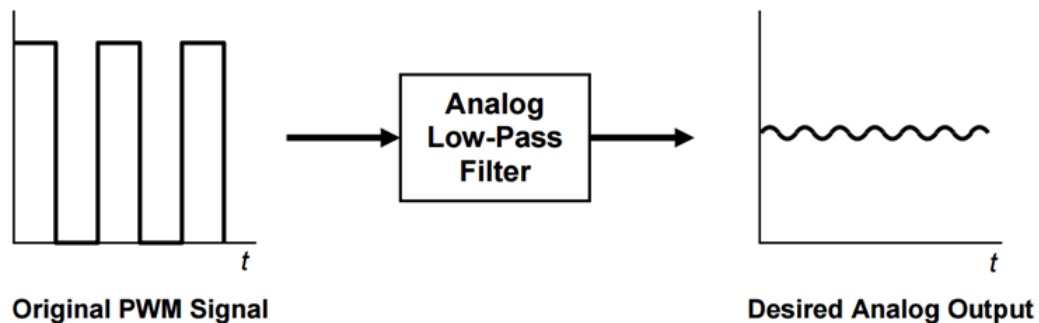 Analog
Low-Pass
Filter
t
t
Original PWM Signal
Desired Analog Output